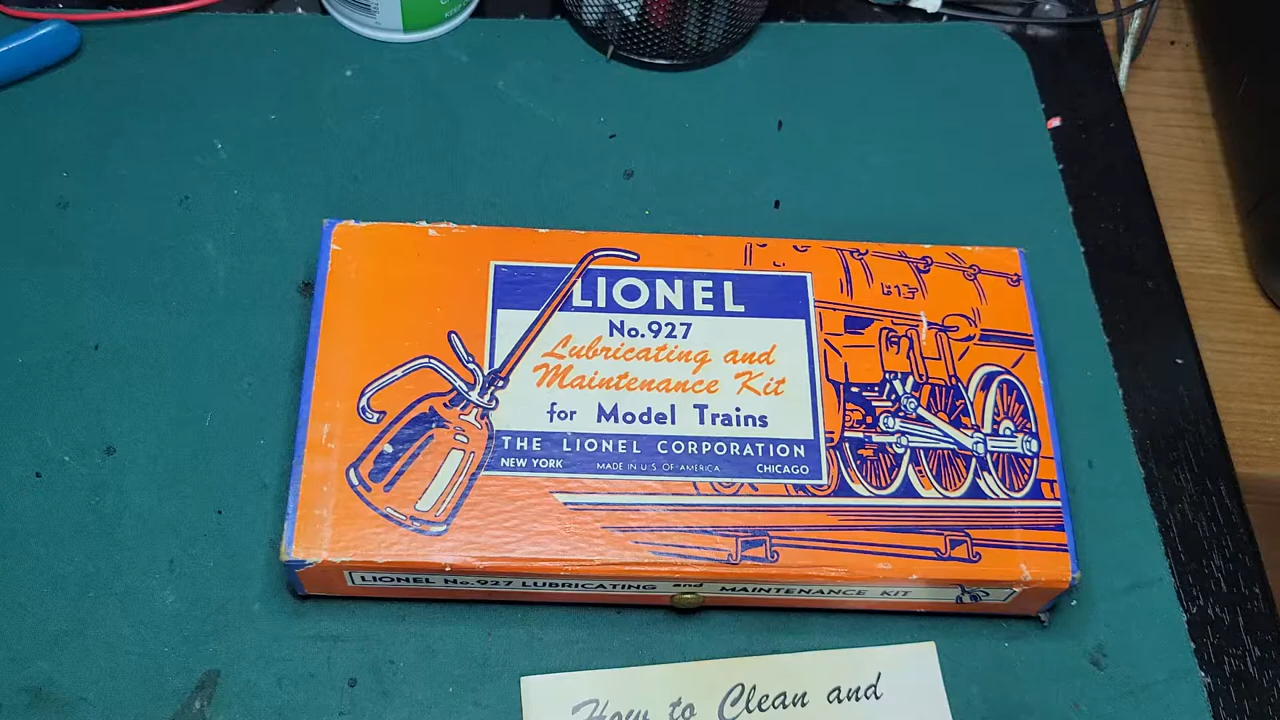 LIONEL
No.927
Lubricating and
Maintenance Kit
for Model Trains
THE LIONEL CORPORATION
NEW YORK MADE IN U.S. OF AMERICA CHICAGO
LIONEL No.927 LUBRICATING and MAINTENANCE KIT
How to Clean and